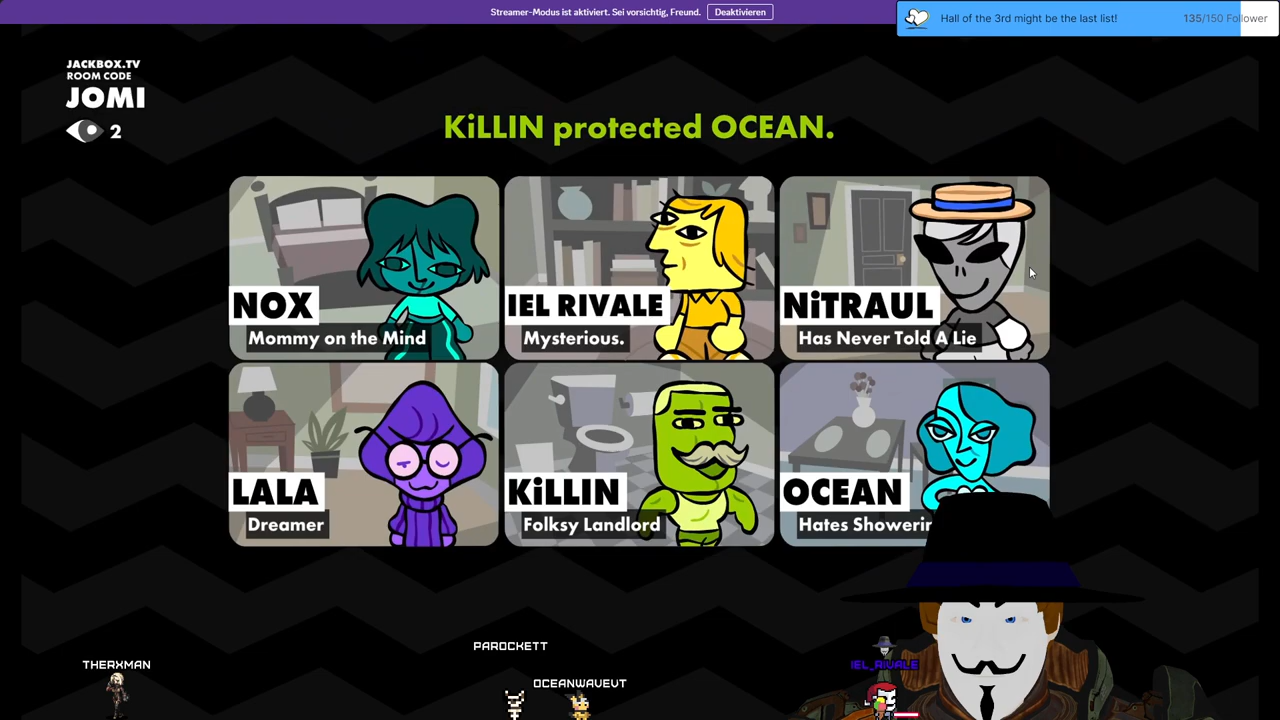 Streamer-Modus ist aktiviert. Sei vorsichtig, Freund. Deaktivieren
Hall of the 3rd might be the last list! 135/150 Follower
JACKBOX.TV
ROOM CODE
JOMI
2
KiLLIN protected OCEAN.
NOX
Mommy on the Mind
IEL RIVALE
Mysterious.
NiTRAUL
Has Never Told A Lie
LALA
Dreamer
KiLLIN
Folksy Landlord
OCEAN
Hates Showerin
PAROCKETT
THERXMAN
IEL_RIVALE
OCEANWAVEVT